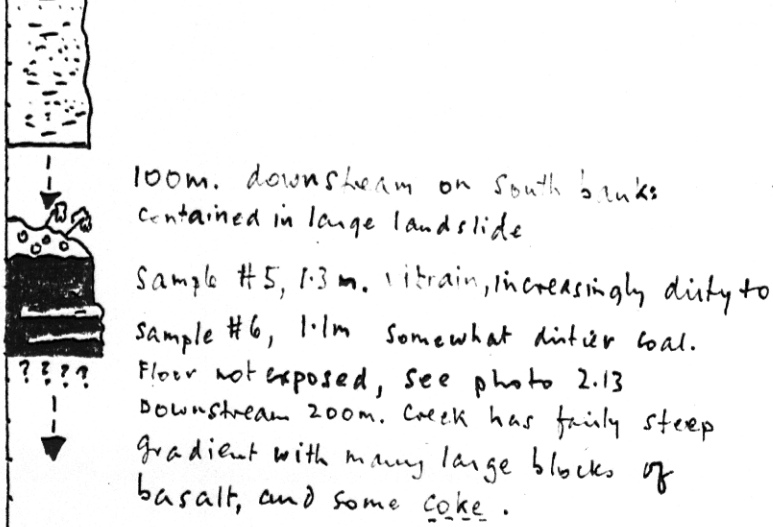 100m. downstream on South bank:
Contained in large landslide
Sample #5, 1.3 m. vitrain, increasingly dirty to
Sample #6, 1.1m somewhat dirtier coal.
? ? ? ? Floor not exposed, see photo 2.13
Downstream 200m. Creek has fairly steep
gradient with many large blocks of
basalt, and some coke.